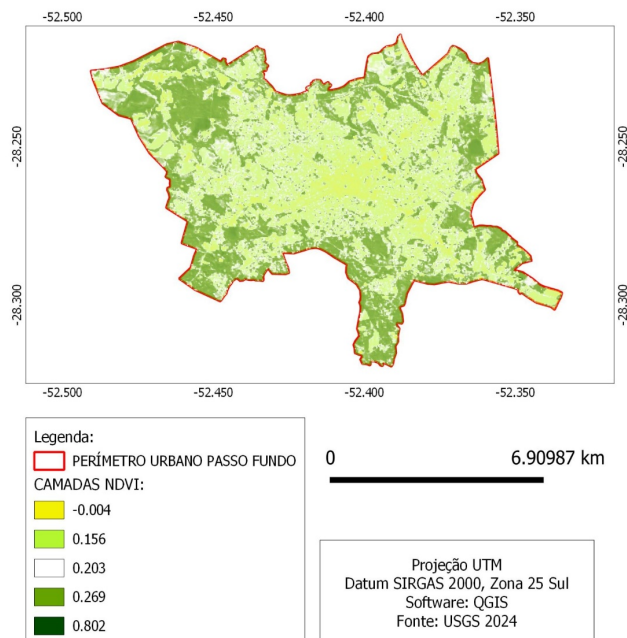 -52.500 -52.450 -52.400 -52.350
-28.250 -28.250
-28.300 -28.300
-52.500 -52.450 -52.400 -52.350
Legenda:
PERÍMETRO URBANO PASSO FUNDO
CAMADAS NDVI:
-0.004
0.156
0.203
0.269
0.802
0 6.90987 km
Projeção UTM
Datum SIRGAS 2000, Zona 25 Sul
Software: QGIS
Fonte: USGS 2024